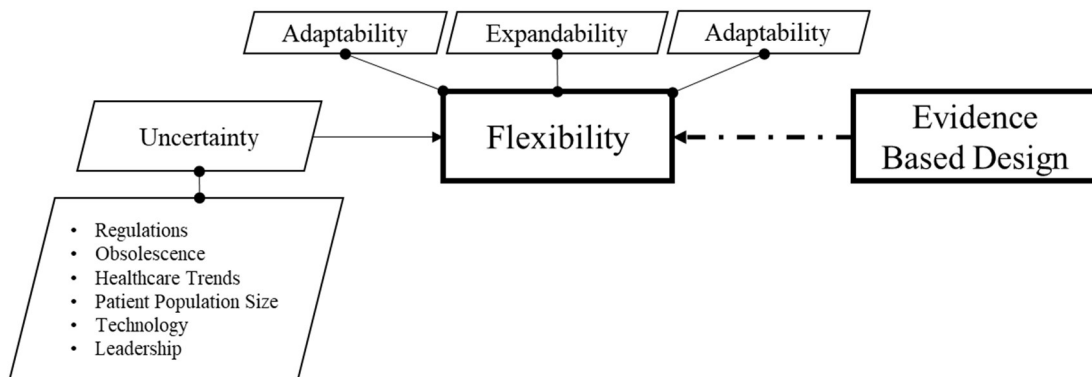 Adaptability
Expandability
Adaptability
Uncertainty
Flexibility
Evidence
Based Design
• Regulations
• Obsolescence
• Healthcare Trends
• Patient Population Size
• Technology
• Leadership